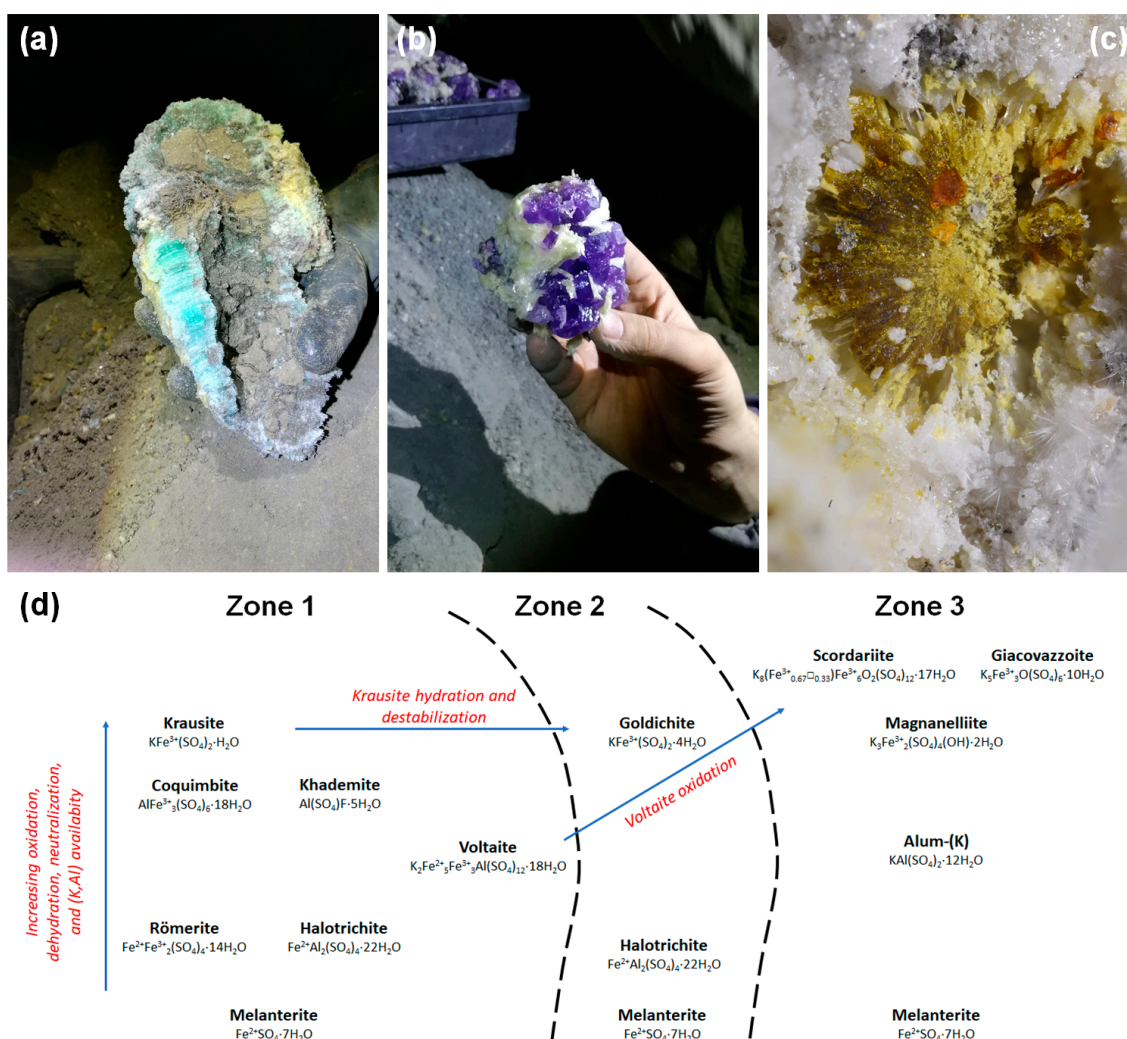 (a)
(b)
(c)
(d)
Zone 1
Zone 2
Zone 3
Scordariite
K₈(Fe³⁺₀.₆₇□₀.₃₃)Fe³⁺₆O₂(SO₄)₁₂·17H₂O
Giacovazzoite
K₅Fe³⁺₃O(SO₄)₆·10H₂O
Krausite hydration and
destabilization
Krausite
KFe³⁺(SO₄)₂·H₂O
Goldichite
KFe³⁺(SO₄)₂·4H₂O
Magnanelliite
K₃Fe³⁺₂(SO₄)₄(OH)·2H₂O
Increasing oxidation,
dehydration, neutralization,
and (K,Al) availabity
Coquimbite
AlFe³⁺₃(SO₄)₆·18H₂O
Khademite
Al(SO₄)F·5H₂O
Voltaite oxidation
Voltaite
K₂Fe²⁺₅Fe³⁺₃Al(SO₄)₁₂·18H₂O
Alum-(K)
KAl(SO₄)₂·12H₂O
Römerite
Fe²⁺Fe³⁺₂(SO₄)₄·14H₂O
Halotrichite
Fe²⁺Al₂(SO₄)₄·22H₂O
Halotrichite
Fe²⁺Al₂(SO₄)₄·22H₂O
Melanterite
Fe²⁺SO₄·7H₂O
Melanterite
Fe²⁺SO₄·7H₂O
Melanterite
Fe²⁺SO₄·7H₂O